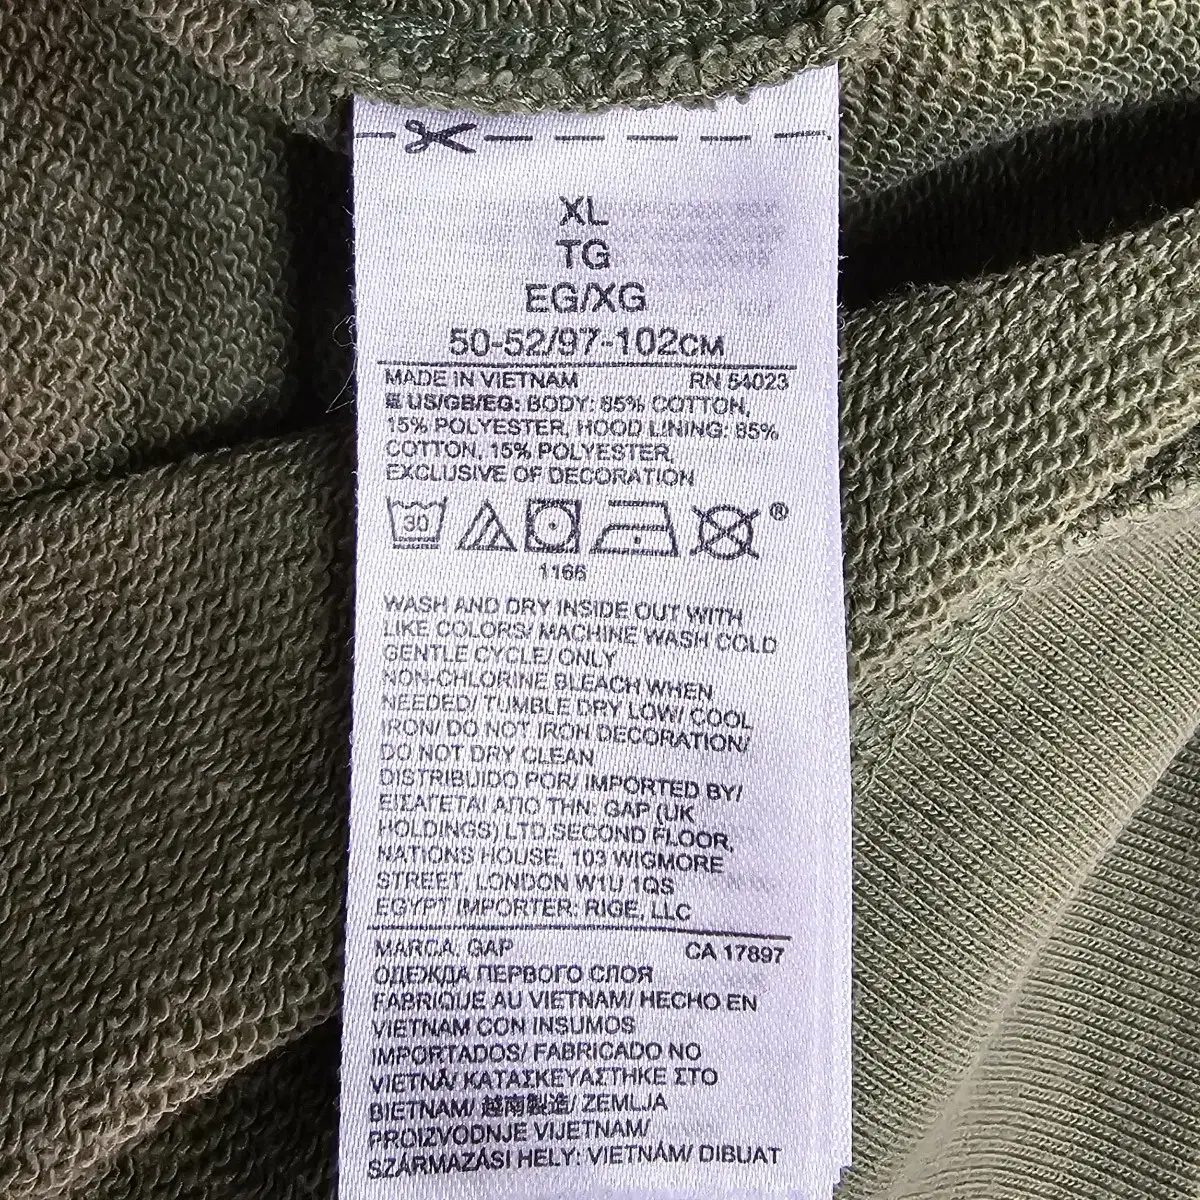 XL
TG
EG/XG
50-52/97-102CM
MADE IN VIETNAM RN 54023
US/GB/EG: BODY: 85% COTTON,
15% POLYESTER, HOOD LINING: 85%
COTTON, 15% POLYESTER,
EXCLUSIVE OF DECORATION
30 ®
1166
WASH AND DRY INSIDE OUT WITH
LIKE COLORS/ MACHINE WASH COLD
GENTLE CYCLE/ ONLY
NON-CHLORINE BLEACH WHEN
NEEDED/ TUMBLE DRY LOW/ COOL
IRON/ DO NOT IRON DECORATION/
DO NOT DRY CLEAN
DISTRIBUIDO POR/ IMPORTED BY/
ΕΙΣΑΓΕΤΑΙ ΑΠΟ ΤΗΝ: GAP (UK
HOLDINGS) LTD.SECOND FLOOR,
NATIONS HOUSE, 103 WIGMORE
STREET, LONDON W1U 1QS
EGYPT IMPORTER: RIGE, LLC
MARCA. GAP CA 17897
ОДЕЖДА ПЕРВОГО СЛОЯ
FABRIQUE AU VIETNAM/ HECHO EN
VIETNAM CON INSUMOS
IMPORTADOS/ FABRICADO NO
VIETNÃ/ ΚΑΤΑΣΚΕΥΑΣΤΗΚΕ ΣΤΟ
ΒΙΕΤΝΑΜ/ 越南製造/ ZEMLJA
PROIZVODNJE VIJETNAM/
SZÁRMAZÁSI HELY: VIETNÁM/ DIBUAT